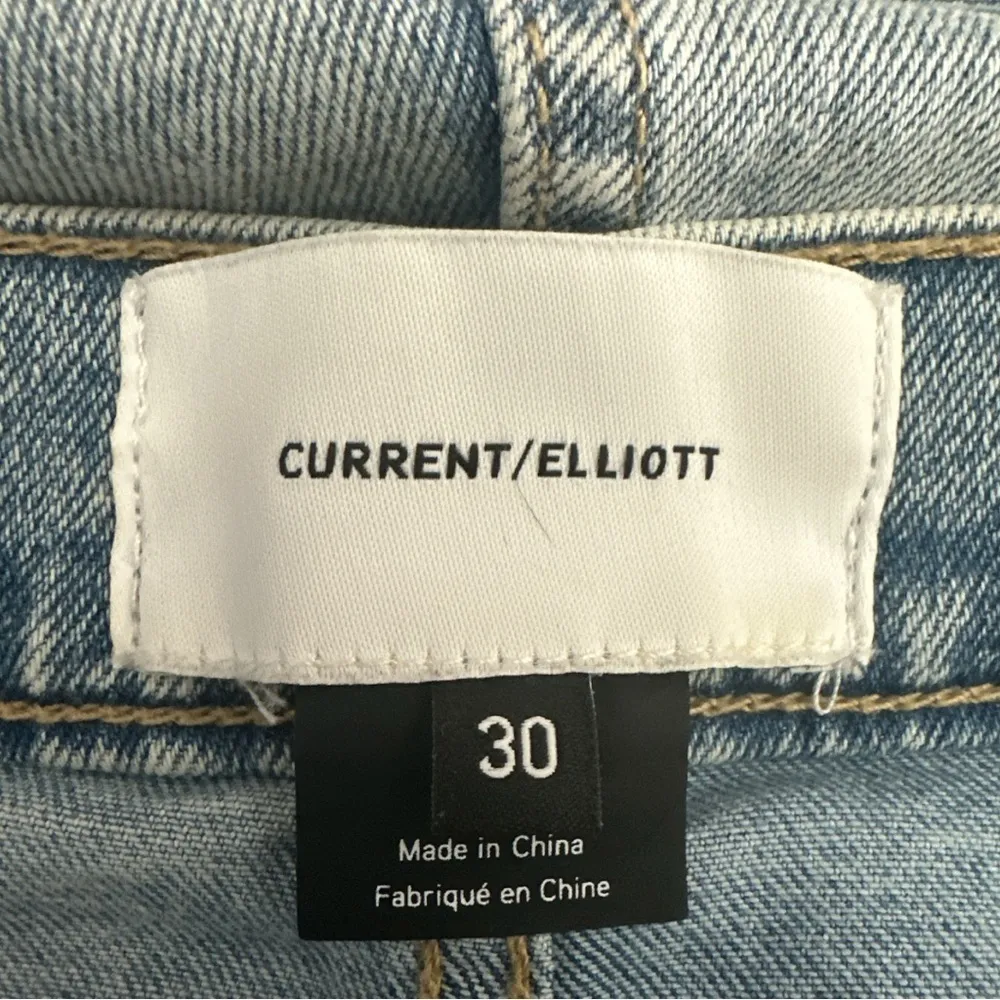 CURRENT/ELLIOTT
30
Made in China
Fabriqué en Chine